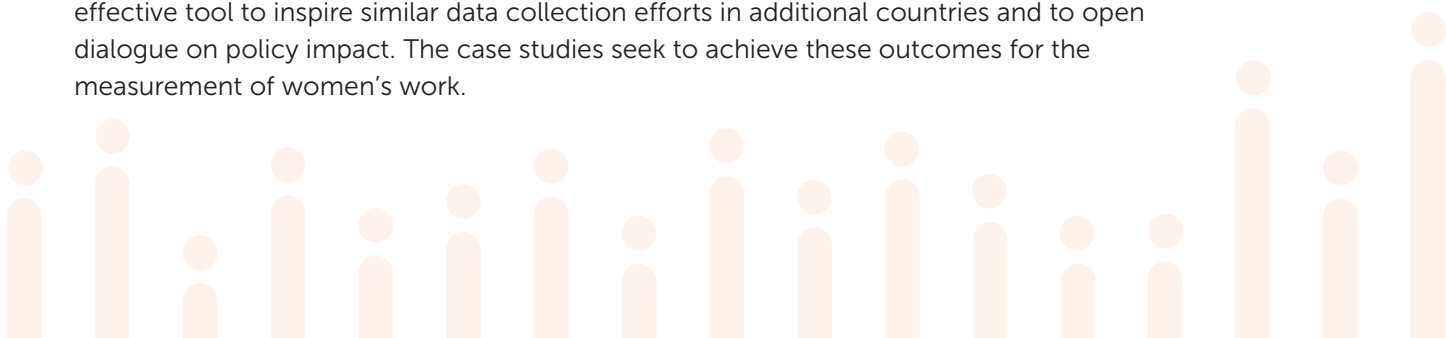 effective tool to inspire similar data collection efforts in additional countries and to open
dialogue on policy impact. The case studies seek to achieve these outcomes for the
measurement of women’s work.